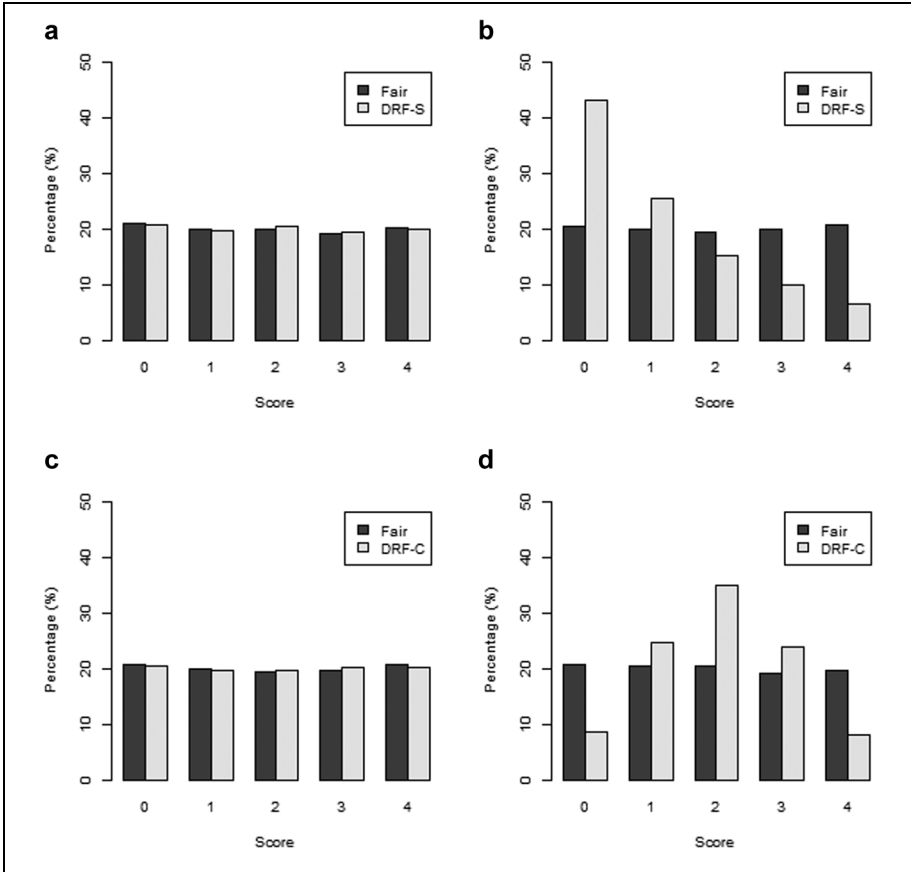 a
50
40
30
20
10
0
Percentage (%)
Fair
DRF-S
0 1 2 3 4
Score
b
50
40
30
20
10
0
Percentage (%)
Fair
DRF-S
0 1 2 3 4
Score
c
50
40
30
20
10
0
Percentage (%)
Fair
DRF-C
0 1 2 3 4
Score
d
50
40
30
20
10
0
Percentage (%)
Fair
DRF-C
0 1 2 3 4
Score